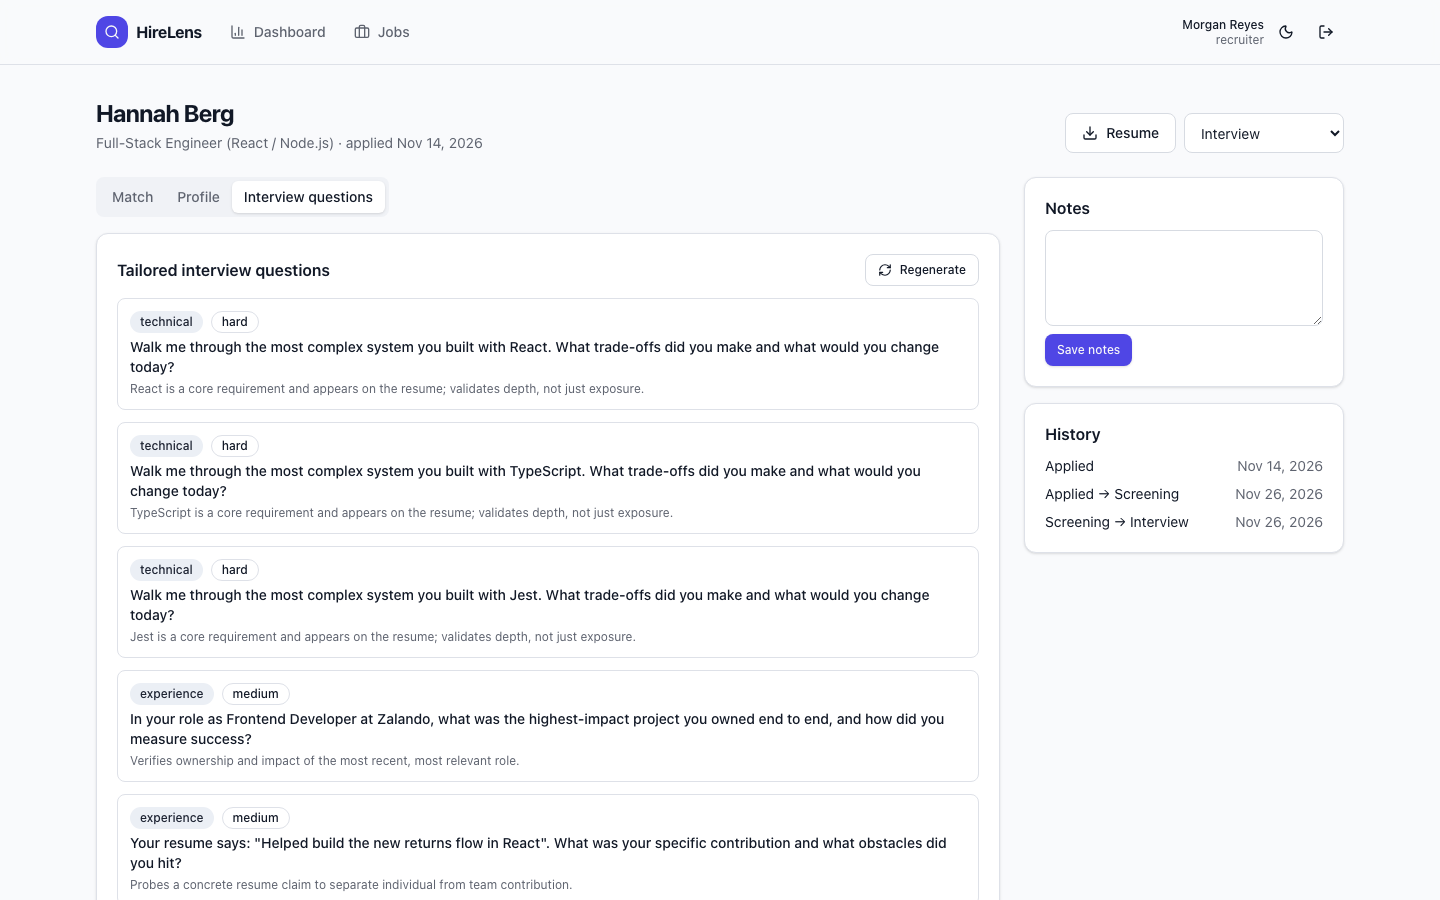 HireLens
Dashboard
Jobs
Morgan Reyes
recruiter
Hannah Berg
Full-Stack Engineer (React / Node.js) · applied Nov 14, 2026
Resume
Interview
Match
Profile
Interview questions
Tailored interview questions
Regenerate
technical
hard
Walk me through the most complex system you built with React. What trade-offs did you make and what would you change
today?
React is a core requirement and appears on the resume; validates depth, not just exposure.
technical
hard
Walk me through the most complex system you built with TypeScript. What trade-offs did you make and what would you
change today?
TypeScript is a core requirement and appears on the resume; validates depth, not just exposure.
technical
hard
Walk me through the most complex system you built with Jest. What trade-offs did you make and what would you change
today?
Jest is a core requirement and appears on the resume; validates depth, not just exposure.
experience
medium
In your role as Frontend Developer at Zalando, what was the highest-impact project you owned end to end, and how did you
measure success?
Verifies ownership and impact of the most recent, most relevant role.
experience
medium
Your resume says: "Helped build the new returns flow in React". What was your specific contribution and what obstacles did
you hit?
Probes a concrete resume claim to separate individual from team contribution.
Notes
Save notes
History
Applied
Nov 14, 2026
Applied → Screening
Nov 26, 2026
Screening → Interview
Nov 26, 2026